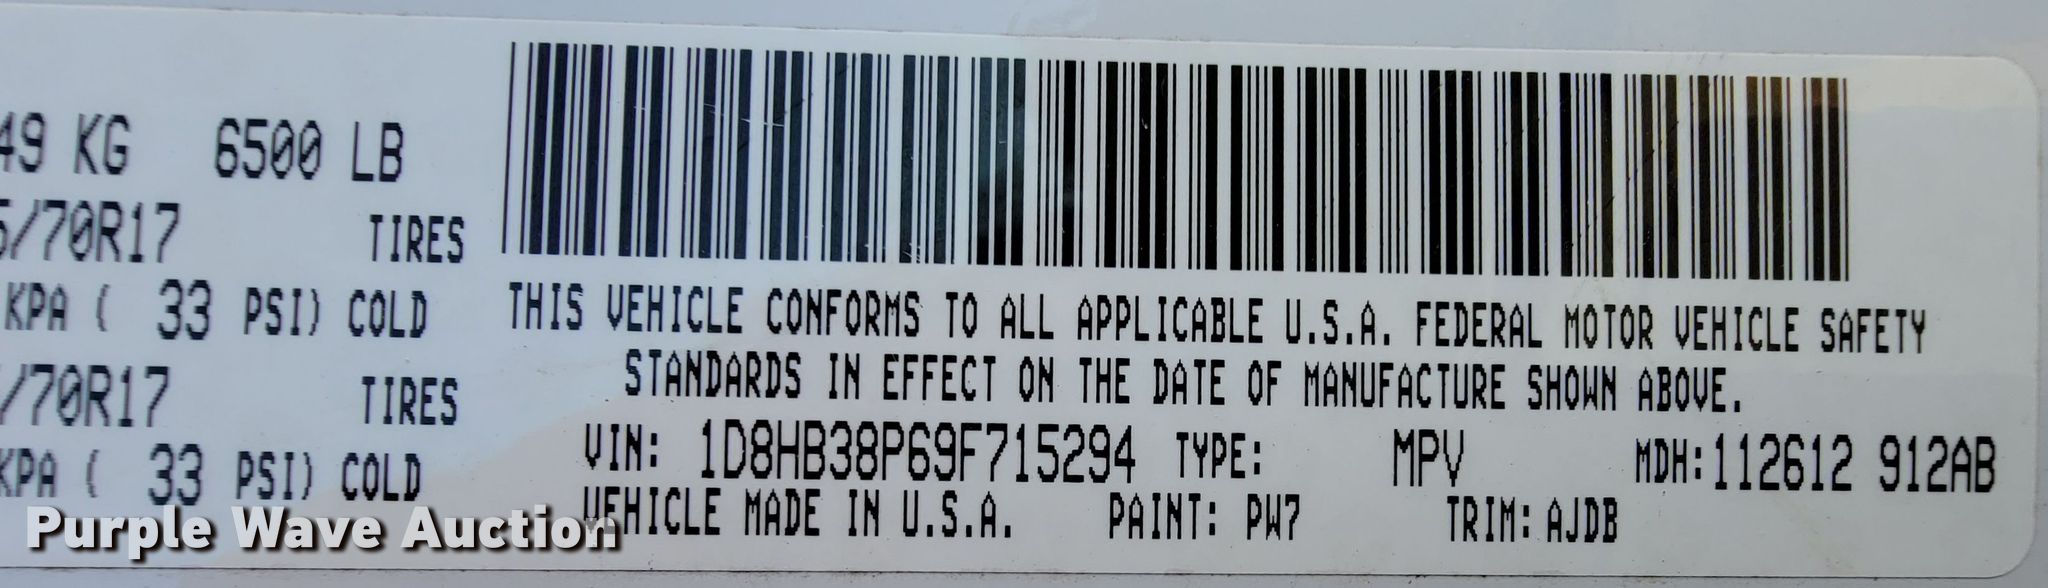 49 KG 6500 LB
5/70R17 TIRES
KPA ( 33 PSI) COLD
/70R17 TIRES
KPA ( 33 PSI) COLD
THIS VEHICLE CONFORMS TO ALL APPLICABLE U.S.A. FEDERAL MOTOR VEHICLE SAFETY
STANDARDS IN EFFECT ON THE DATE OF MANUFACTURE SHOWN ABOVE.
VIN: 1D8HB38P69F715294 TYPE: MPV MDH:112612 912AB
VEHICLE MADE IN U.S.A. PAINT: PW7 TRIM: AJDB
Purple Wave Auction